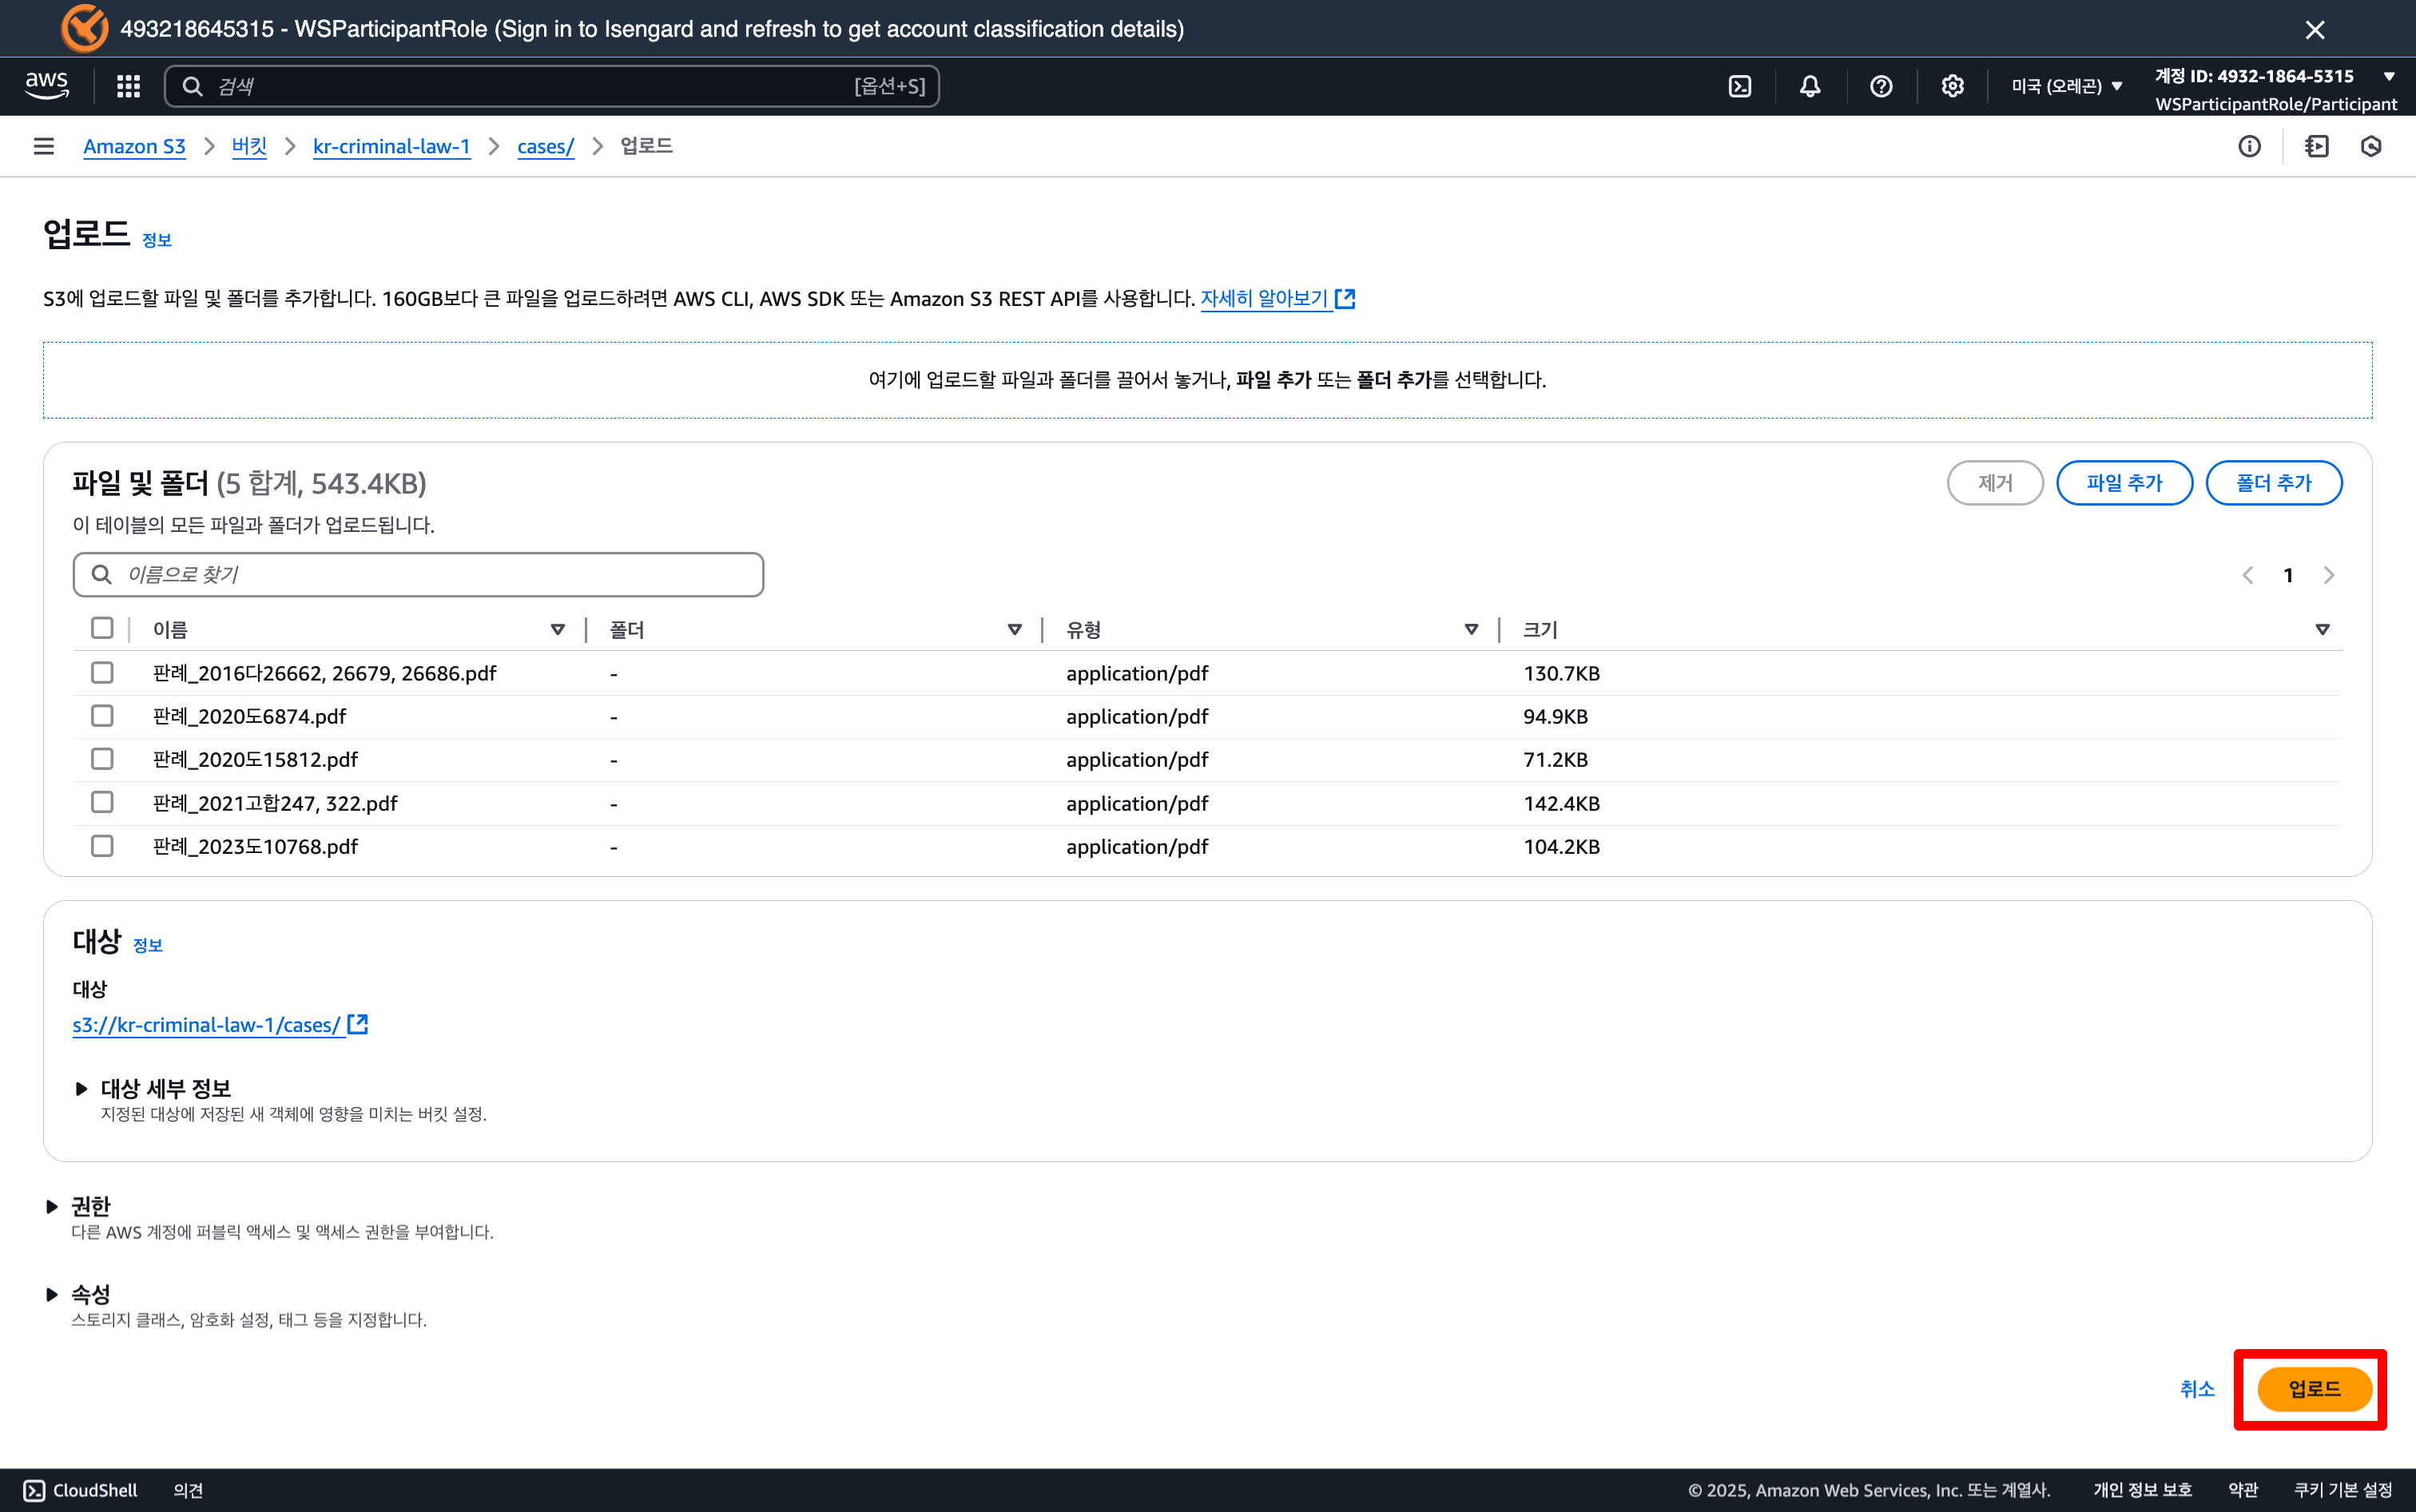 493218645315 - WSParticipantRole (Sign in to Isengard and refresh to get account classification details)
aws
검색 [옵션+S]
미국 (오레곤)
계정 ID: 4932-1864-5315
WSParticipantRole/Participant
Amazon S3 버킷 kr-criminal-law-1 cases/ 업로드
업로드 정보
S3에 업로드할 파일 및 폴더를 추가합니다. 160GB보다 큰 파일을 업로드하려면 AWS CLI, AWS SDK 또는 Amazon S3 REST API를 사용합니다. 자세히 알아보기
여기에 업로드할 파일과 폴더를 끌어서 놓거나, 파일 추가 또는 폴더 추가를 선택합니다.
파일 및 폴더 (5 합계, 543.4KB)
제거 파일 추가 폴더 추가
이 테이블의 모든 파일과 폴더가 업로드됩니다.
이름으로 찾기
1
이름 폴더 유형 크기
판례_2016다26662, 26679, 26686.pdf - application/pdf 130.7KB
판례_2020도6874.pdf - application/pdf 94.9KB
판례_2020도15812.pdf - application/pdf 71.2KB
판례_2021고합247, 322.pdf - application/pdf 142.4KB
판례_2023도10768.pdf - application/pdf 104.2KB
대상 정보
대상
s3://kr-criminal-law-1/cases/
대상 세부 정보
지정된 대상에 저장된 새 객체에 영향을 미치는 버킷 설정.
권한
다른 AWS 계정에 퍼블릭 액세스 및 액세스 권한을 부여합니다.
속성
스토리지 클래스, 암호화 설정, 태그 등을 지정합니다.
취소 업로드
CloudShell 의견 © 2025, Amazon Web Services, Inc. 또는 계열사. 개인 정보 보호 약관 쿠키 기본 설정